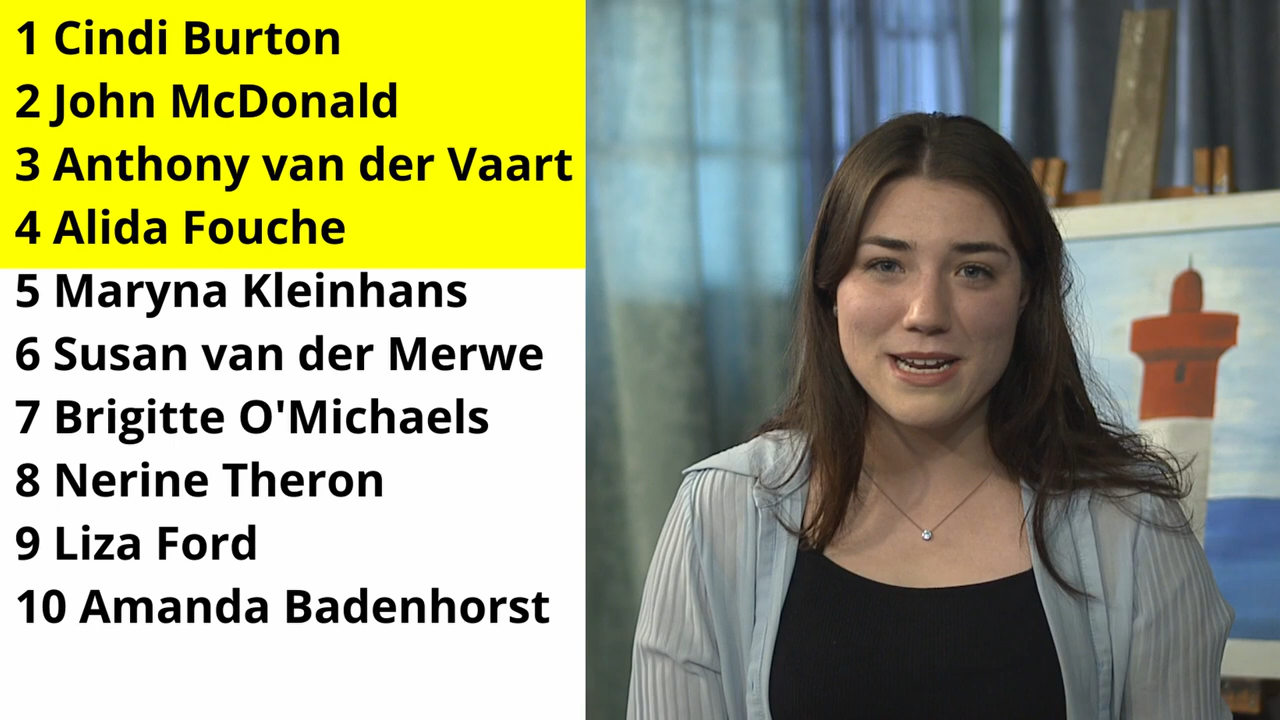 1 Cindi Burton
2 John McDonald
3 Anthony van der Vaart
4 Alida Fouche
5 Maryna Kleinhans
6 Susan van der Merwe
7 Brigitte O'Michaels
8 Nerine Theron
9 Liza Ford
10 Amanda Badenhorst